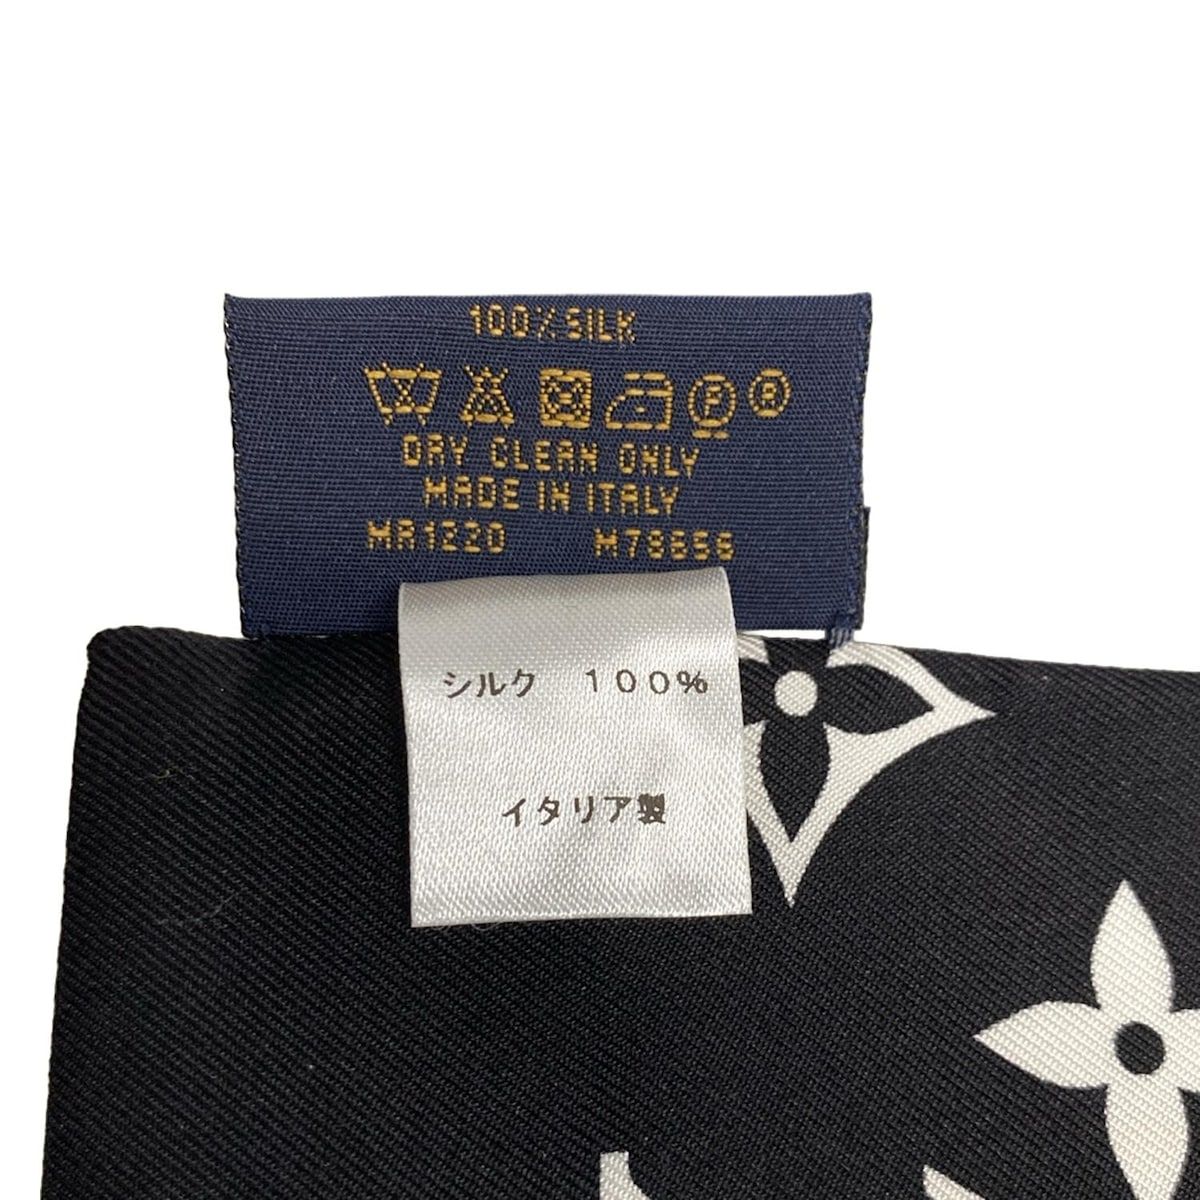 100% SILK
F R
DRY CLEAN ONLY
MADE IN ITALY
MR1220 M78656
シルク 100%
イタリア製